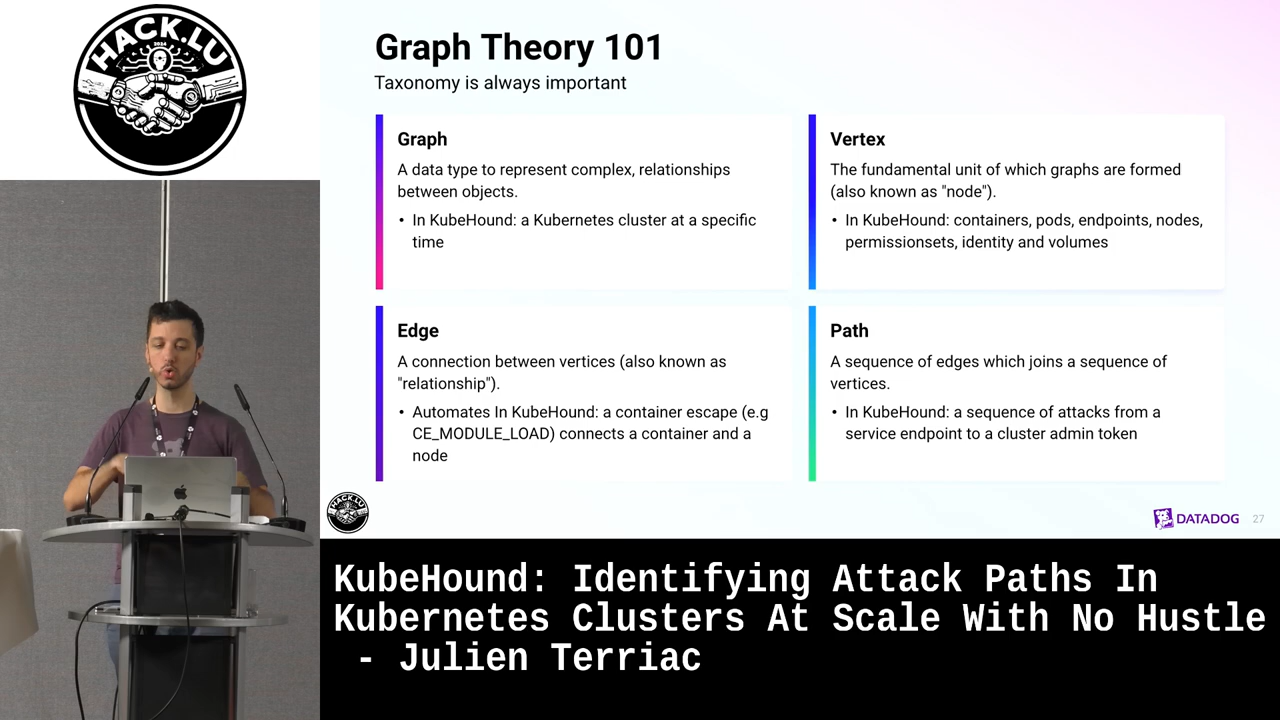 HACK.LU
2024
Graph Theory 101
Taxonomy is always important
Graph
A data type to represent complex, relationships
between objects.
• In KubeHound: a Kubernetes cluster at a specific
time
Vertex
The fundamental unit of which graphs are formed
(also known as "node").
• In KubeHound: containers, pods, endpoints, nodes,
permissionsets, identity and volumes
Edge
A connection between vertices (also known as
"relationship").
• Automates In KubeHound: a container escape (e.g
CE_MODULE_LOAD) connects a container and a
node
Path
A sequence of edges which joins a sequence of
vertices.
• In KubeHound: a sequence of attacks from a
service endpoint to a cluster admin token
HACK.LU
DATADOG
27
KubeHound: Identifying Attack Paths In
Kubernetes Clusters At Scale With No Hustle
- Julien Terriac